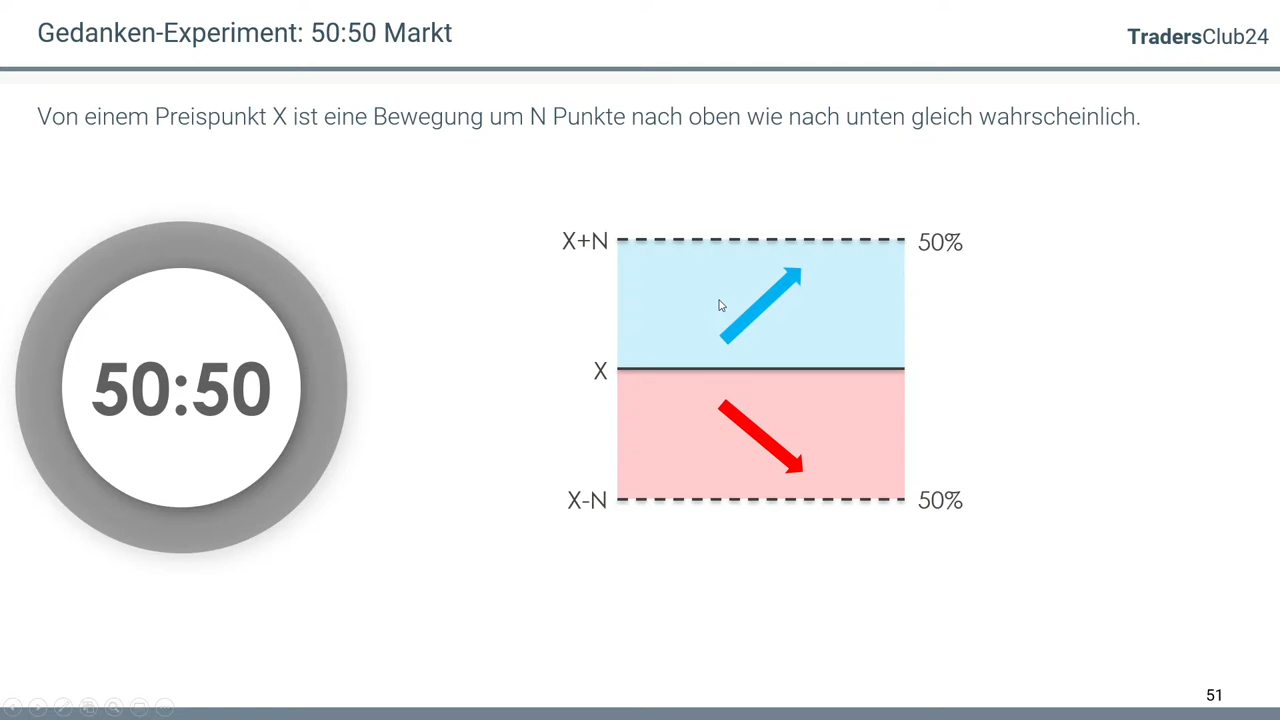 Gedanken-Experiment: 50:50 Markt
TradersClub24
Von einem Preispunkt X ist eine Bewegung um N Punkte nach oben wie nach unten gleich wahrscheinlich.
X+N
50%
50:50
X
X-N
50%
51